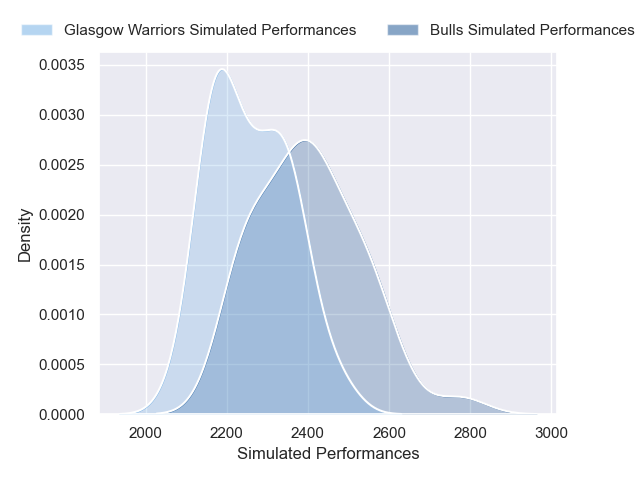 Glasgow Warriors Simulated Performances Bulls Simulated Performances
0.0035
0.0030
0.0025
0.0020
0.0015
0.0010
0.0005
0.0000
Density
2000 2200 2400 2600 2800 3000
Simulated Performances